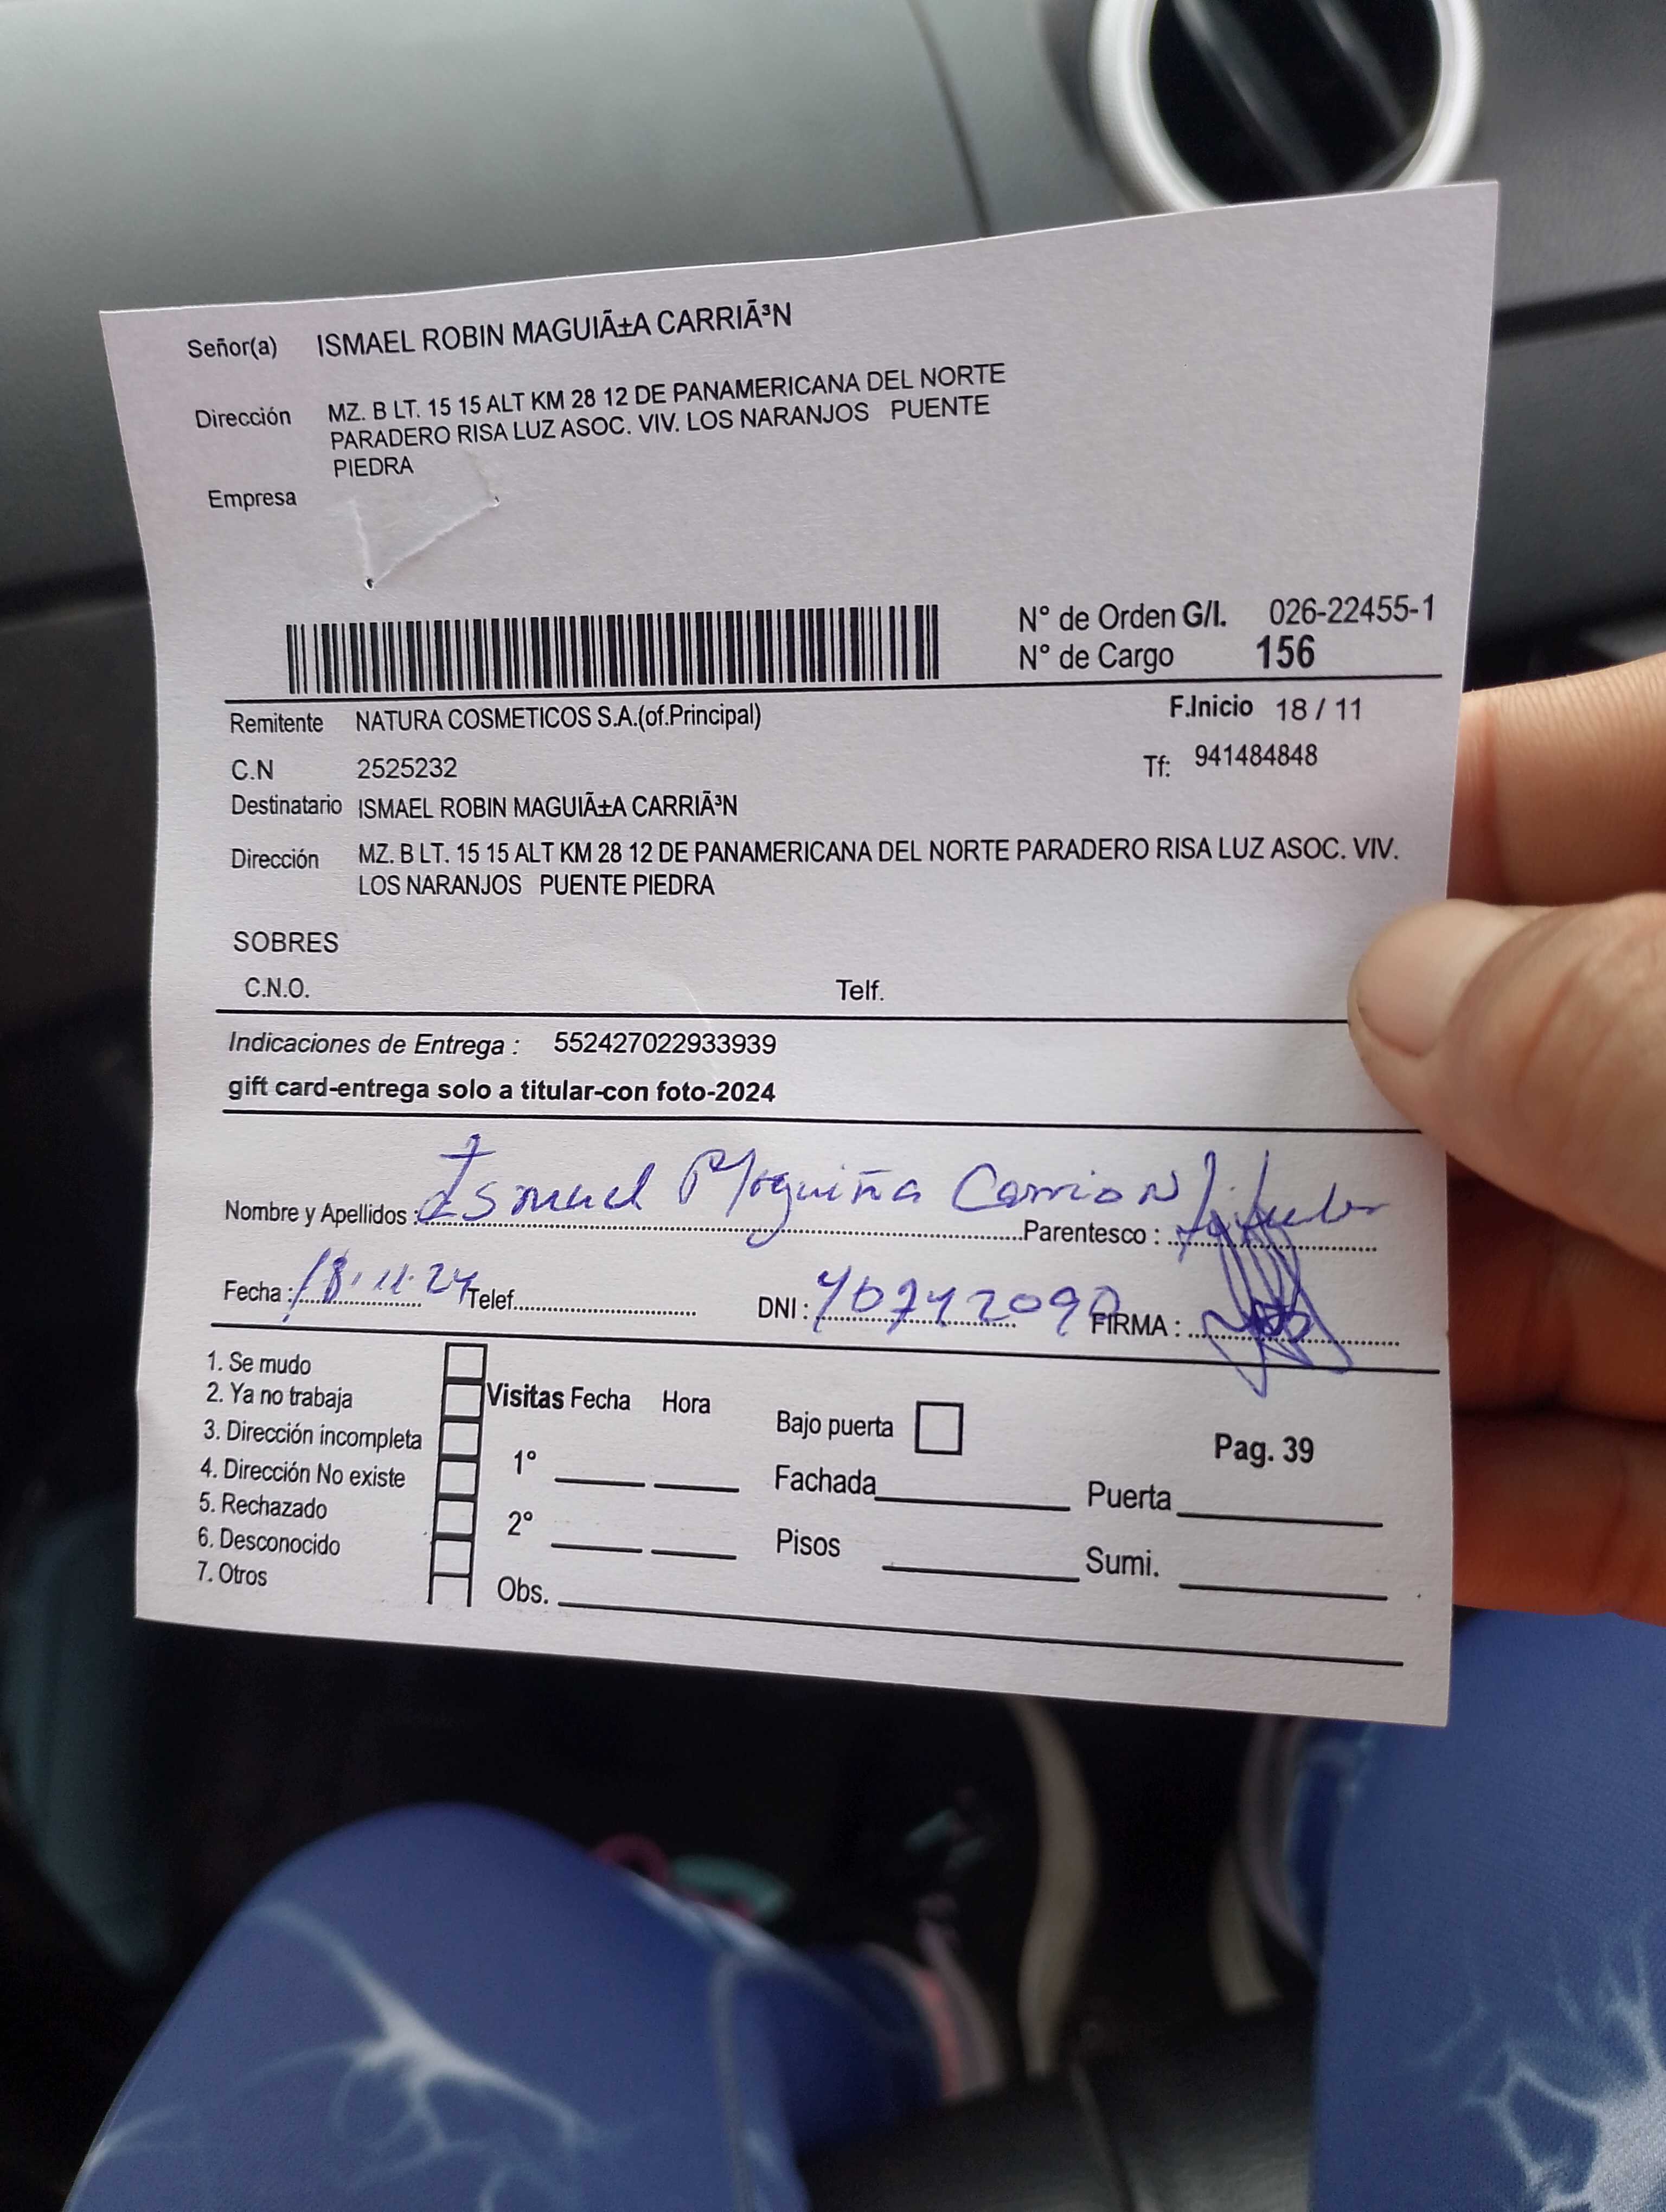 Señor(a) ISMAEL ROBIN MAGUIÃ±A CARRIÃ³N
Dirección MZ. B LT. 15 15 ALT KM 28 12 DE PANAMERICANA DEL NORTE
PARADERO RISA LUZ ASOC. VIV. LOS NARANJOS PUENTE
PIEDRA
Empresa
N° de Orden G/I. 026-22455-1
N° de Cargo 156
Remitente NATURA COSMETICOS S.A.(of.Principal) F.Inicio 18 / 11
C.N 2525232 Tf: 941484848
Destinatario ISMAEL ROBIN MAGUIÃ±A CARRIÃ³N
Dirección MZ. B LT. 15 15 ALT KM 28 12 DE PANAMERICANA DEL NORTE PARADERO RISA LUZ ASOC. VIV.
LOS NARANJOS PUENTE PIEDRA
SOBRES
C.N.O. Telf.
Indicaciones de Entrega : 552427022933939
gift card-entrega solo a titular-con foto-2024
Nombre y Apellidos : Ismael Maguiña Carrion Parentesco : Titular
Fecha : 18.11.24 Telef. DNI : 40742090 FIRMA :
1. Se mudo
2. Ya no trabaja
3. Dirección incompleta
4. Dirección No existe
5. Rechazado
6. Desconocido
7. Otros
Visitas Fecha Hora
1°
2°
Obs.
Bajo puerta
Fachada Puerta
Pisos Sumi.
Pag. 39